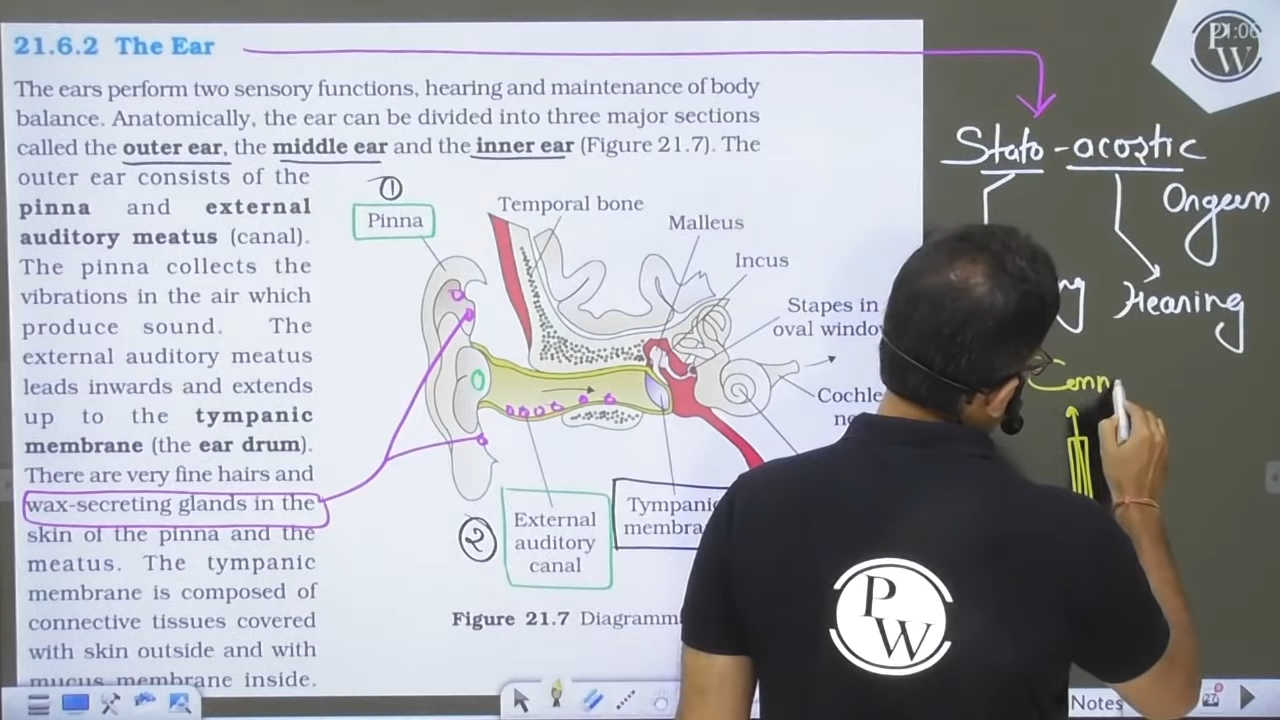 21.6.2 The Ear
The ears perform two sensory functions, hearing and maintenance of body
balance. Anatomically, the ear can be divided into three major sections
called the outer ear, the middle ear and the inner ear (Figure 21.7). The
outer ear consists of the
pinna and external
auditory meatus (canal).
The pinna collects the
vibrations in the air which
produce sound. The
external auditory meatus
leads inwards and extends
up to the tympanic
membrane (the ear drum).
There are very fine hairs and
wax-secreting glands in the
skin of the pinna and the
meatus. The tympanic
membrane is composed of
connective tissues covered
with skin outside and with
mucus membrane inside.
1
Pinna
Temporal bone
Malleus
Incus
Stapes in
oval windo
Cochle
ne
Tympanic
membra
2
External
auditory
canal
Figure 21.7 Diagramm
Stato-acostic
Ongeen
Hearing
PW
PW
Notes